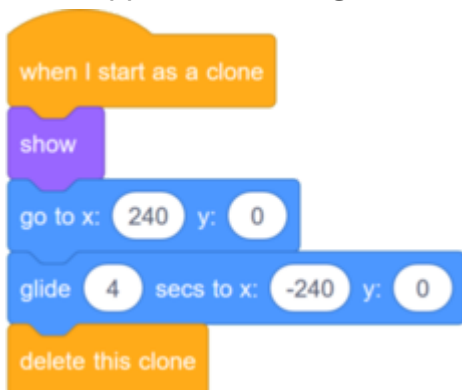 when I start as a clone
show
go to x: 240 y: 0
glide 4 secs to x: -240 y: 0
delete this clone